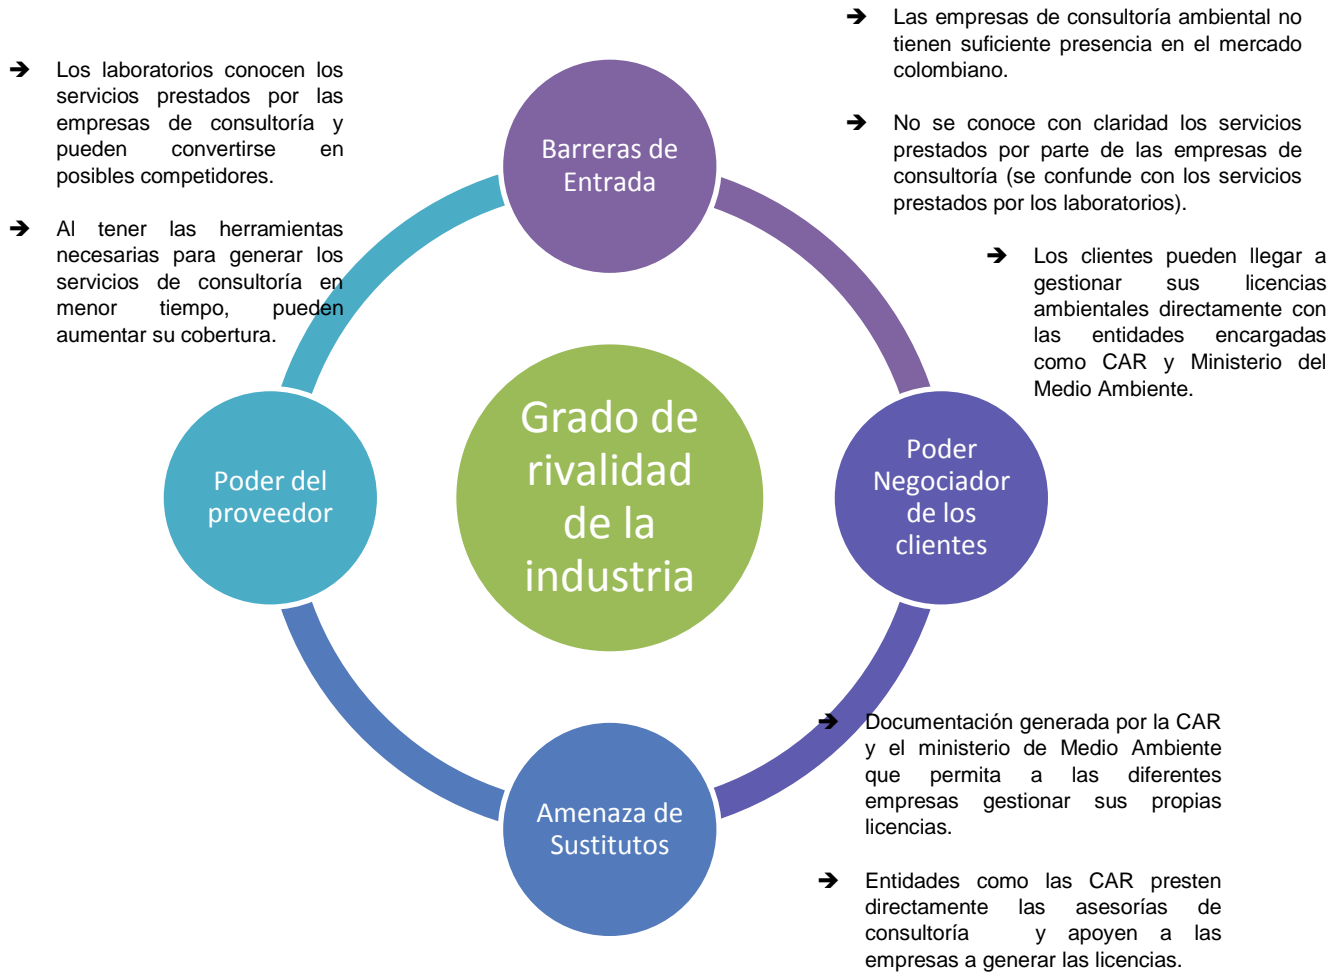 → Las empresas de consultoría ambiental no
tienen suficiente presencia en el mercado
colombiano.
→ No se conoce con claridad los servicios
prestados por parte de las empresas de
consultoría (se confunde con los servicios
prestados por los laboratorios).
→ Los laboratorios conocen los
servicios prestados por las
empresas de consultoría y
pueden convertirse en
posibles competidores.
→ Al tener las herramientas
necesarias para generar los
servicios de consultoría en
menor tiempo, pueden
aumentar su cobertura.
Barreras de
Entrada
→ Los clientes pueden llegar a
gestionar sus licencias
ambientales directamente con
las entidades encargadas
como CAR y Ministerio del
Medio Ambiente.
Poder del
proveedor
Grado de
rivalidad
de la
industria
Poder
Negociador
de los
clientes
Amenaza de
Sustitutos
→ Documentación generada por la CAR
y el ministerio de Medio Ambiente
que permita a las diferentes
empresas gestionar sus propias
licencias.
→ Entidades como las CAR presten
directamente las asesorías de
consultoría y apoyen a las
empresas a generar las licencias.